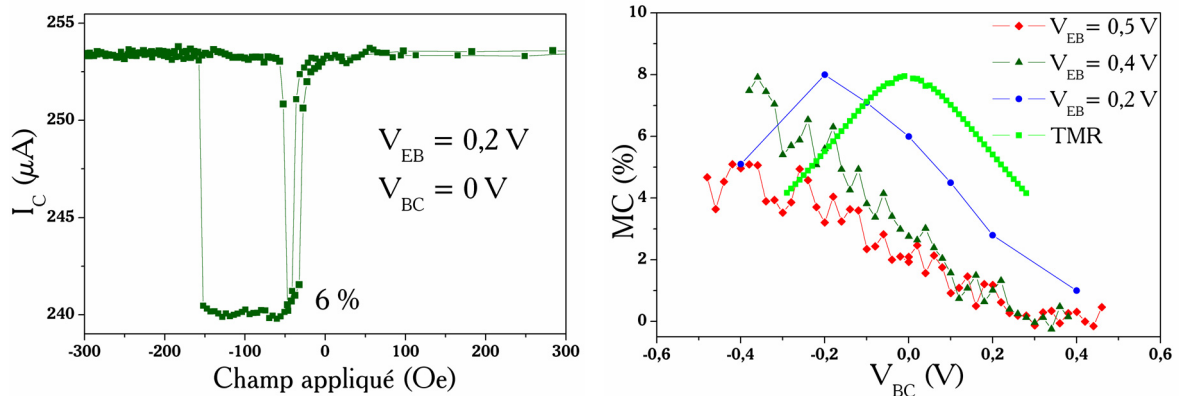 255
250
245
240
-300
-200
-100
0
100
200
300
I_C (µA)
Champ appliqué (Oe)
V_EB = 0,2 V
V_BC = 0 V
6 %
10
8
6
4
2
0
-0,6
-0,4
-0,2
0,0
0,2
0,4
0,6
MC (%)
V_BC (V)
V_EB = 0,5 V
V_EB = 0,4 V
V_EB = 0,2 V
TMR